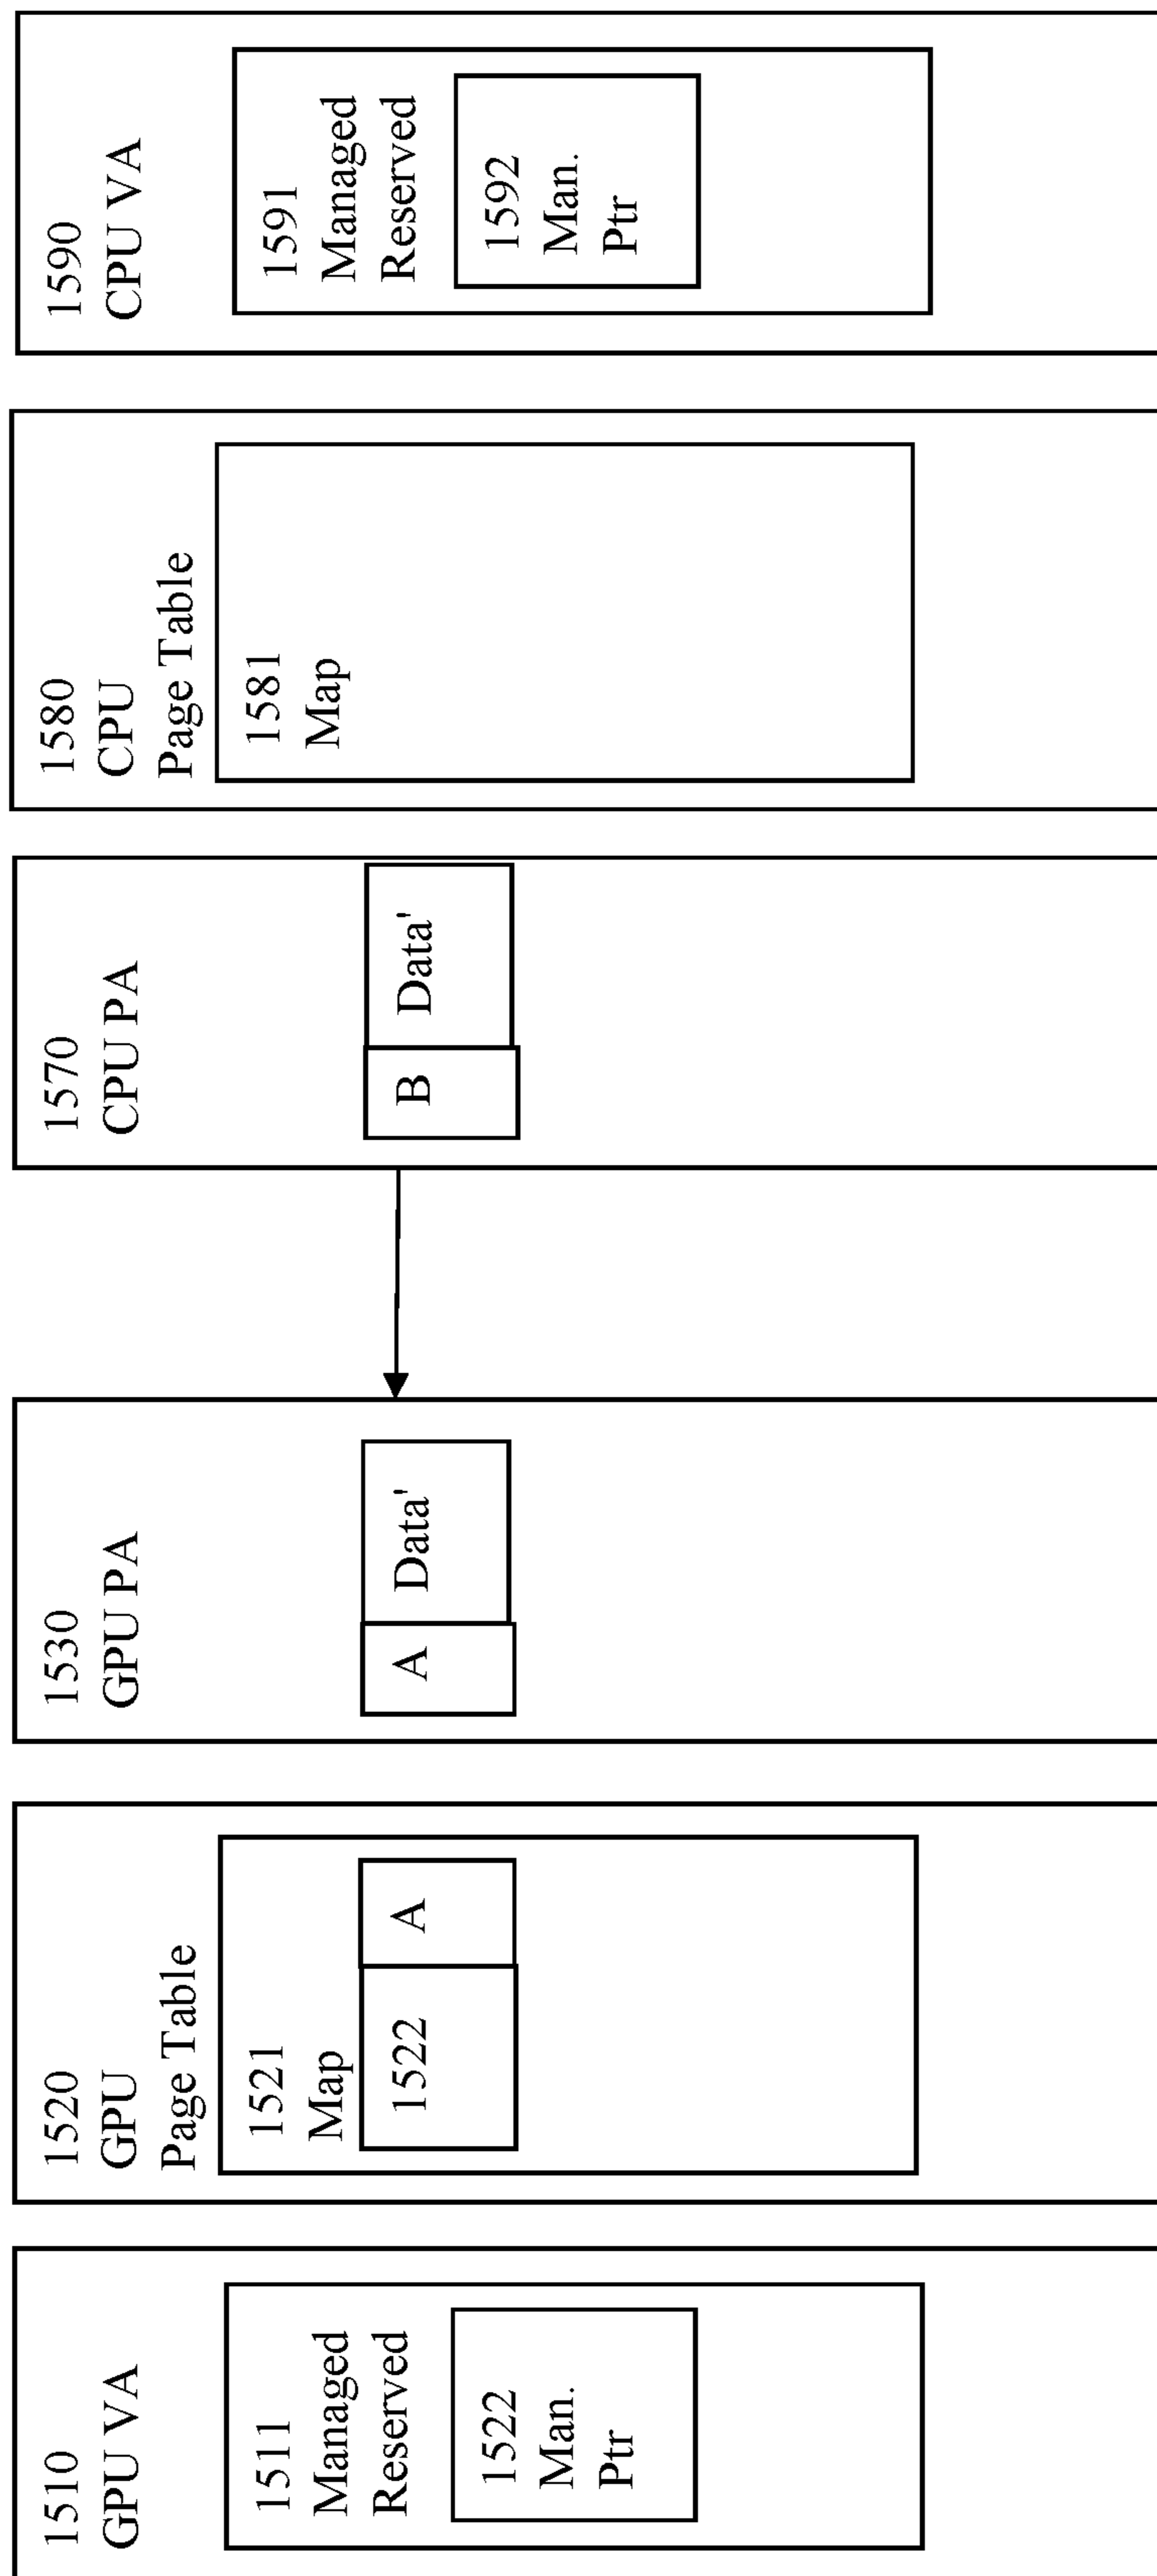 1510
GPU VA
1511
Managed
Reserved
1522
Man.
Ptr
1520
GPU
Page Table
1521
Map
1522
A
1530
GPU PA
A
Data'
1570
CPU PA
B
Data'
1580
CPU
Page Table
1581
Map
1590
CPU VA
1591
Managed
Reserved
1592
Man.
Ptr